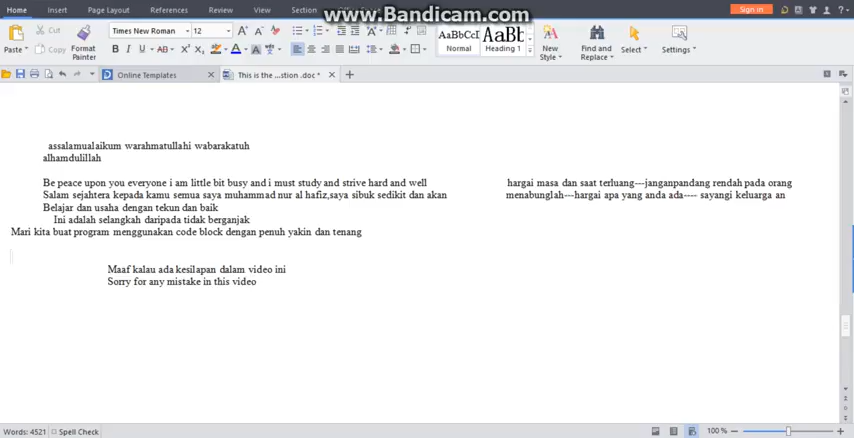 www.Bandicam.com
Home Insert Page Layout References Review View Section Sign in
Paste Cut Copy Format Painter Times New Roman 12 B I U AaBbCcD Normal AaBb Heading 1 New Style Find and Replace Select Settings
Online Templates This is the ...stion .doc *
assalamualaikum warahmatullahi wabarakatuh
alhamdulillah
Be peace upon you everyone i am little bit busy and i must study and strive hard and well hargai masa dan saat terluang---janganpandang rendah pada orang
Salam sejahtera kepada kamu semua saya muhammad nur al hafiz,saya sibuk sedikit dan akan menabunglah---hargai apa yang anda ada---- sayangi keluarga an
Belajar dan usaha dengan tekun dan baik
Ini adalah selangkah daripada tidak berganjak
Mari kita buat program menggunakan code block dengan penuh yakin dan tenang
Maaf kalau ada kesilapan dalam video ini
Sorry for any mistake in this video
Words: 4521 Spell Check 100 %